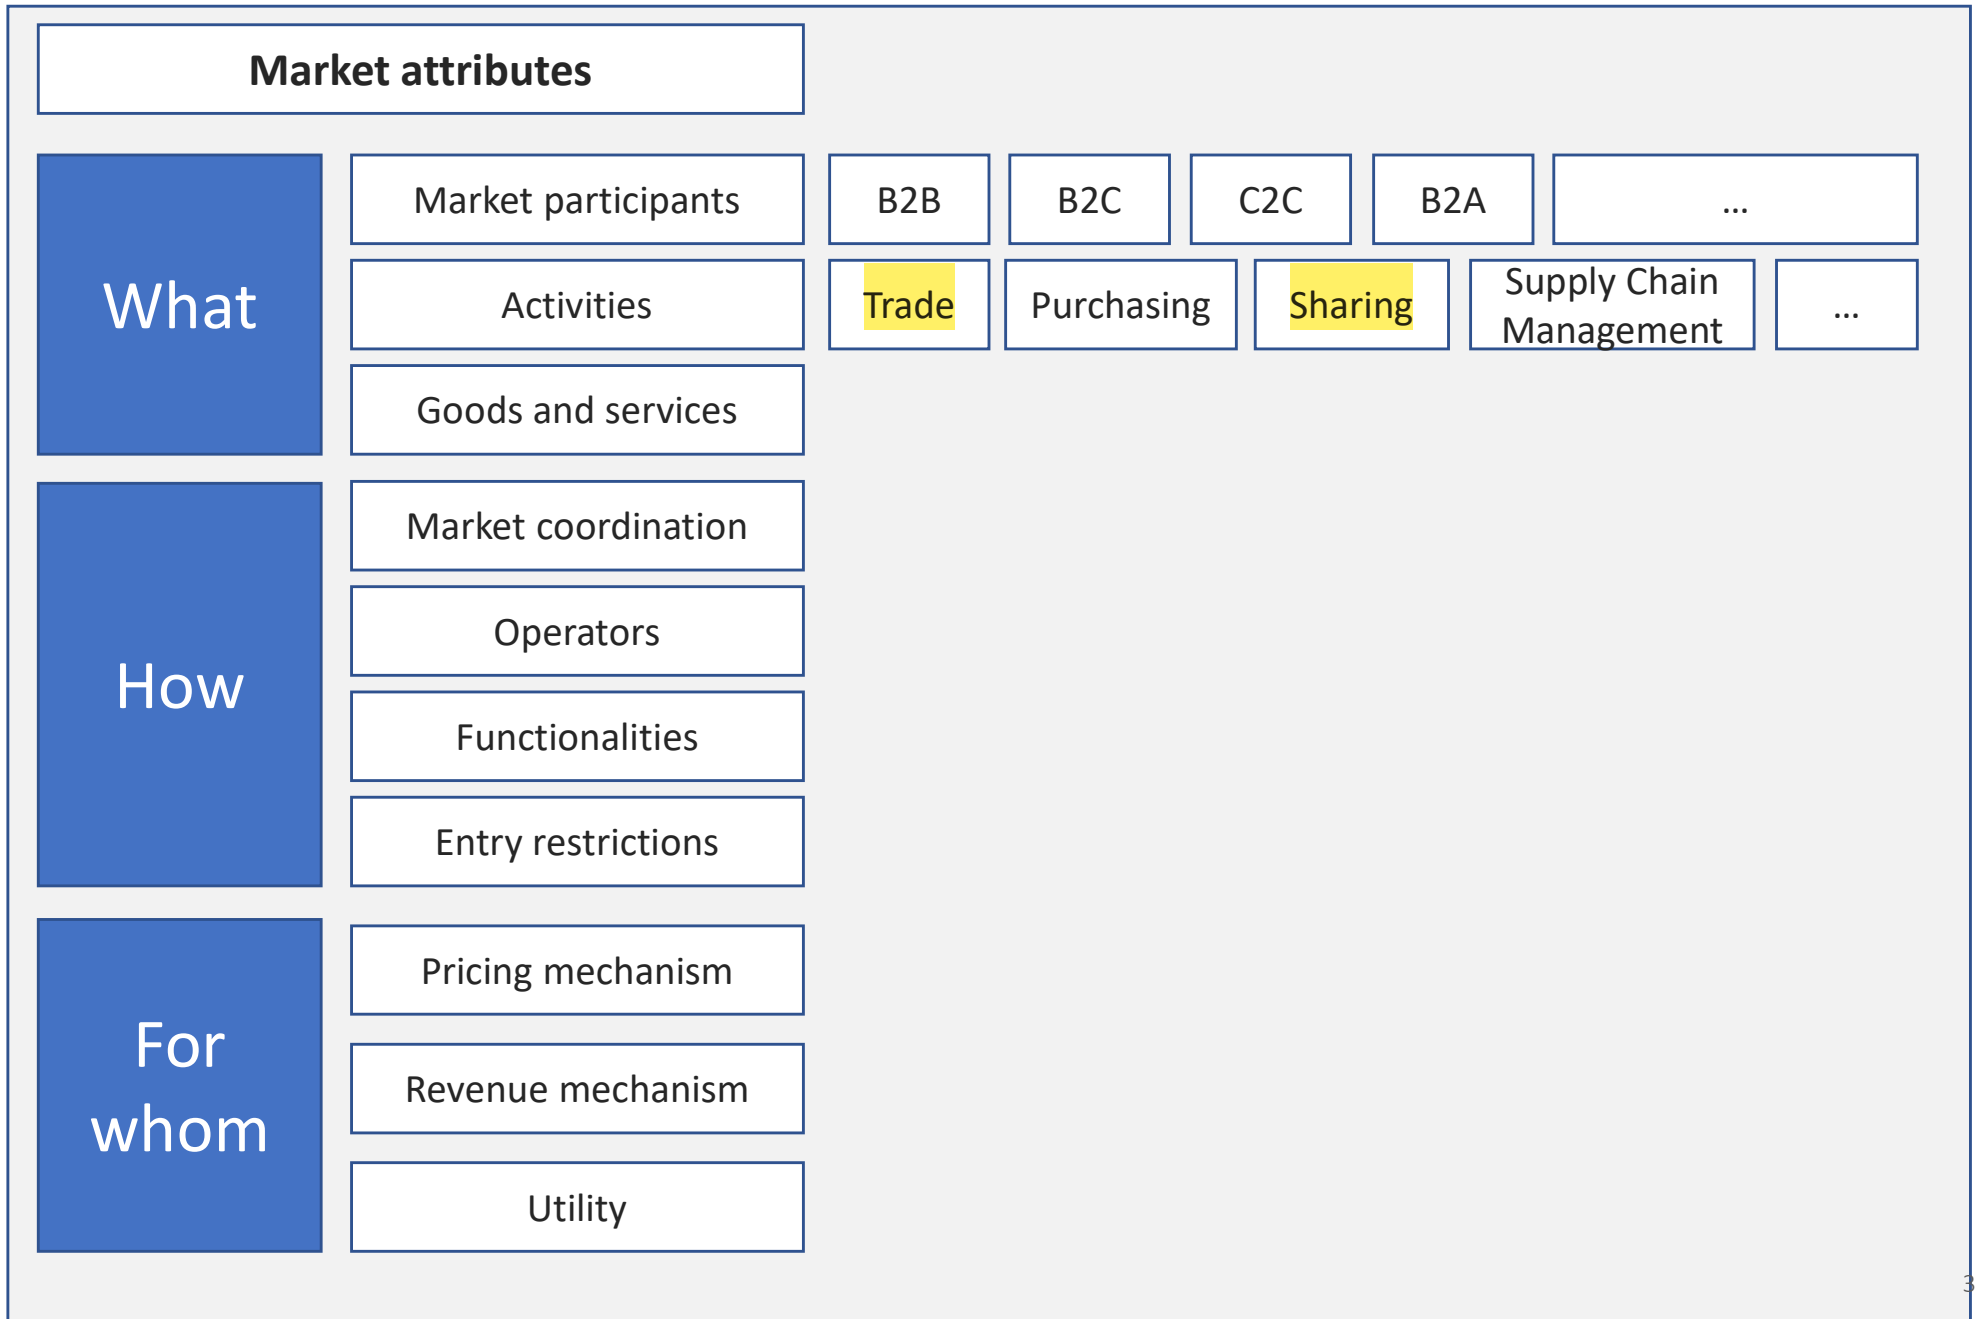 Market attributes
What
Market participants
B2B
B2C
C2C
B2A
...
Activities
Trade
Purchasing
Sharing
Supply Chain
Management
...
Goods and services
How
Market coordination
Operators
Functionalities
Entry restrictions
For
whom
Pricing mechanism
Revenue mechanism
Utility
3